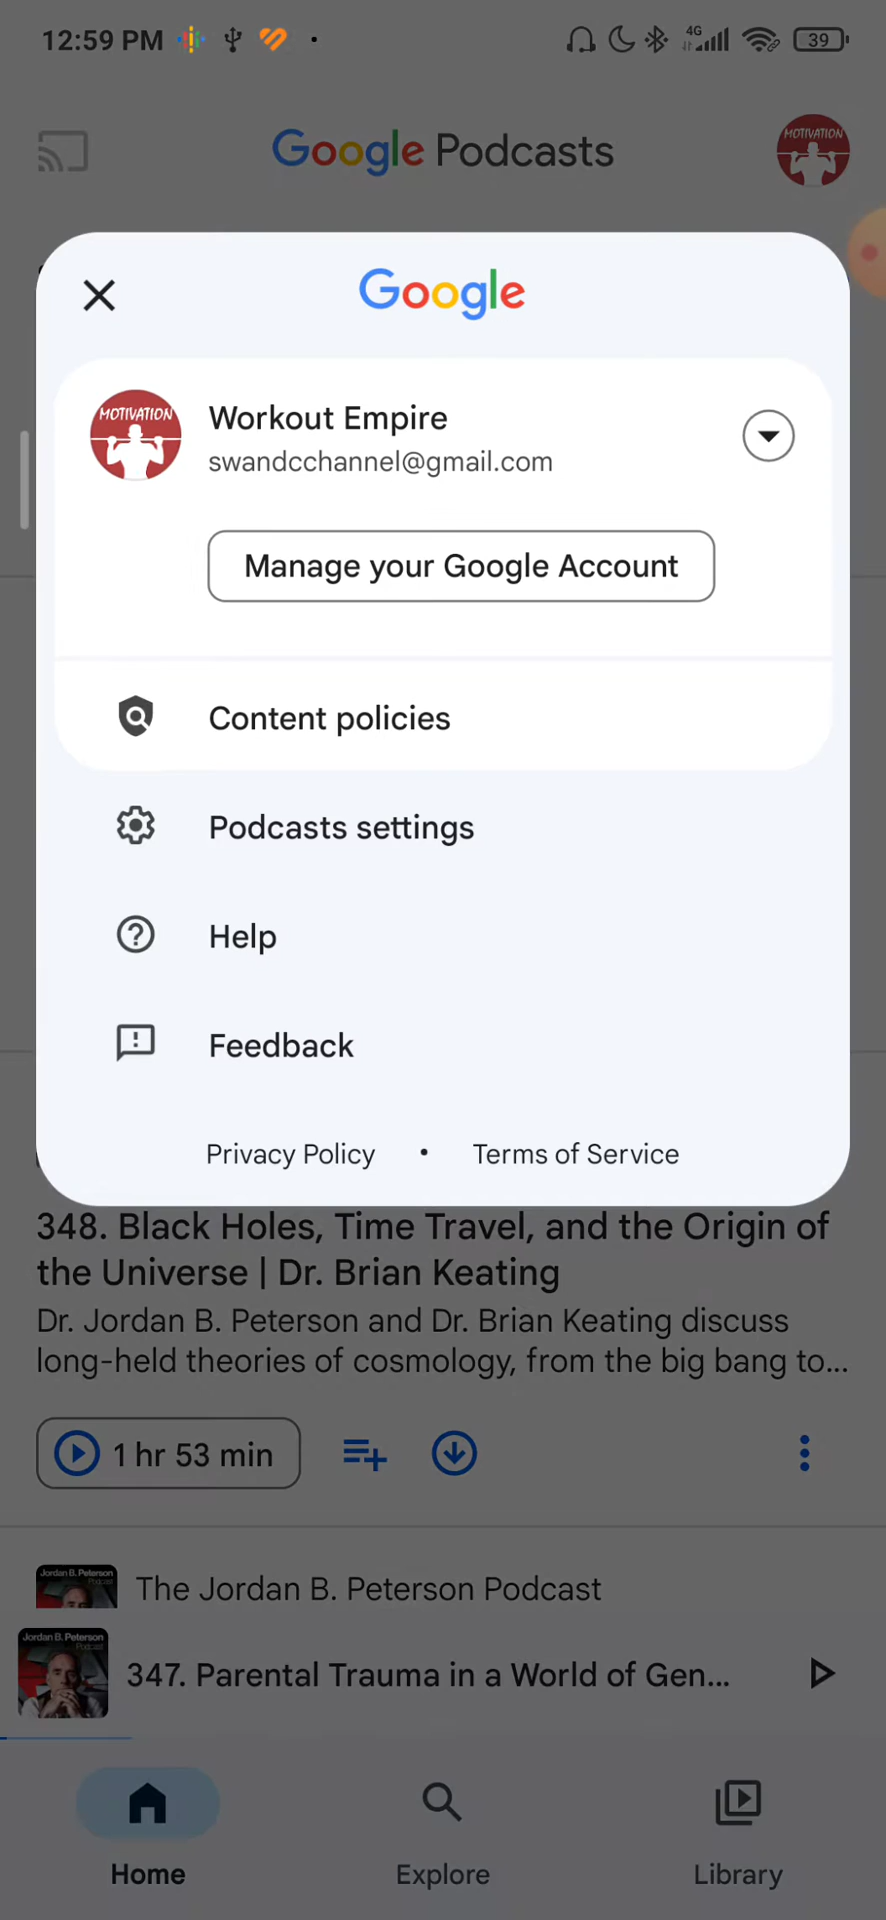 12:59 PM
4G
39
Google Podcasts
MOTIVATION
Google
MOTIVATION
Workout Empire
swandcchannel@gmail.com
Manage your Google Account
Content policies
Podcasts settings
Help
Feedback
Privacy Policy • Terms of Service
348. Black Holes, Time Travel, and the Origin of
the Universe | Dr. Brian Keating
Dr. Jordan B. Peterson and Dr. Brian Keating discuss
long-held theories of cosmology, from the big bang to...
1 hr 53 min
Jordan B. Peterson
Podcast
The Jordan B. Peterson Podcast
Jordan B. Peterson
Podcast
347. Parental Trauma in a World of Gen...
Home
Explore
Library